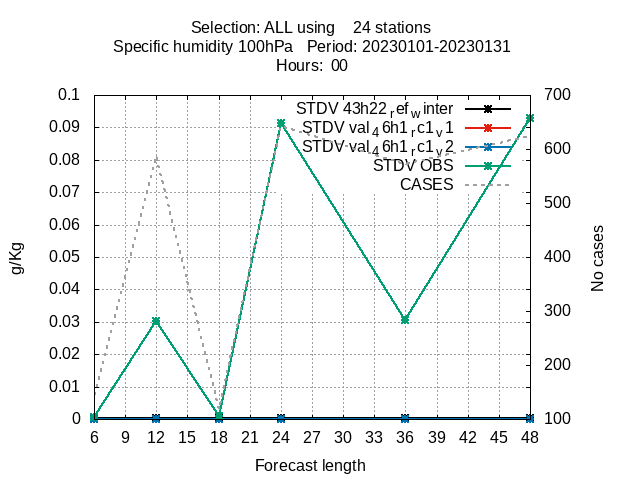 Selection: ALL using    24 stations
Specific humidity 100hPa   Period: 20230101-20230131
Hours:  00
0.1 700
STDV 43h22refwinter
0.09 STDV val46h1rc1v1
STDV val46h1rc1v2 600
0.08 STDV OBS
CASES
0.07
500
0.06
0.05 400
0.04
0.03 300
0.02 200
0.01
0 100
g/Kg
No cases
6 9 12 15 18 21 24 27 30 33 36 39 42 45 48
Forecast length